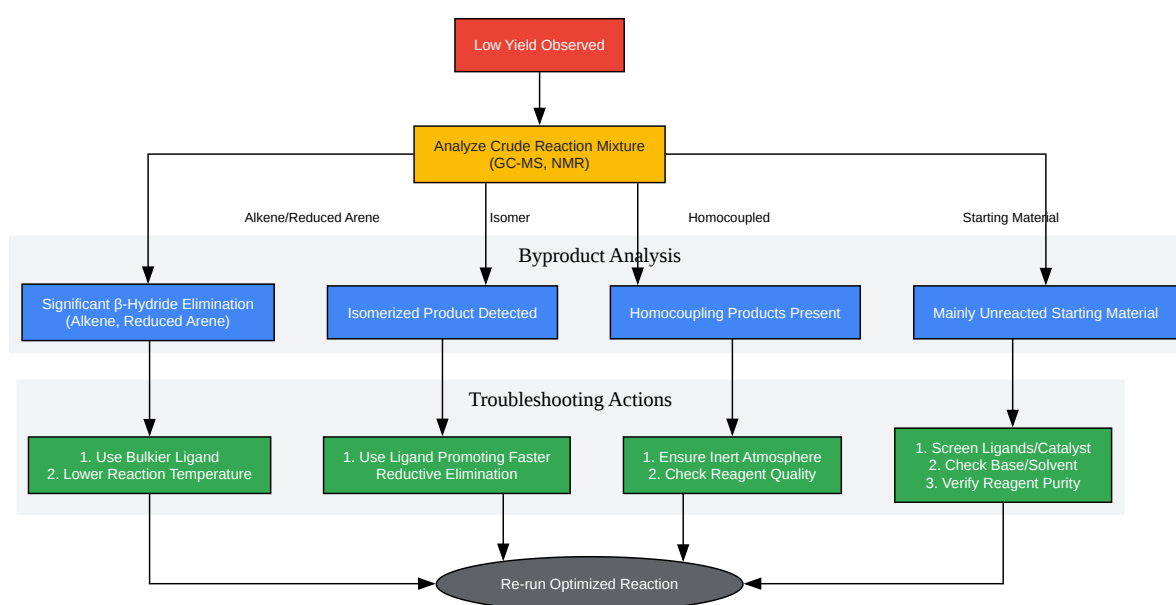 Low Yield Observed
Analyze Crude Reaction Mixture
(GC-MS, NMR)
Alkene/Reduced Arene
Isomer
Homocoupled
Starting Material
Byproduct Analysis
Significant β-Hydride Elimination
(Alkene, Reduced Arene)
Isomerized Product Detected
Homocoupling Products Present
Mainly Unreacted Starting Material
Troubleshooting Actions
1. Use Bulkier Ligand
2. Lower Reaction Temperature
1. Use Ligand Promoting Faster
Reductive Elimination
1. Ensure Inert Atmosphere
2. Check Reagent Quality
1. Screen Ligands/Catalyst
2. Check Base/Solvent
3. Verify Reagent Purity
Re-run Optimized Reaction